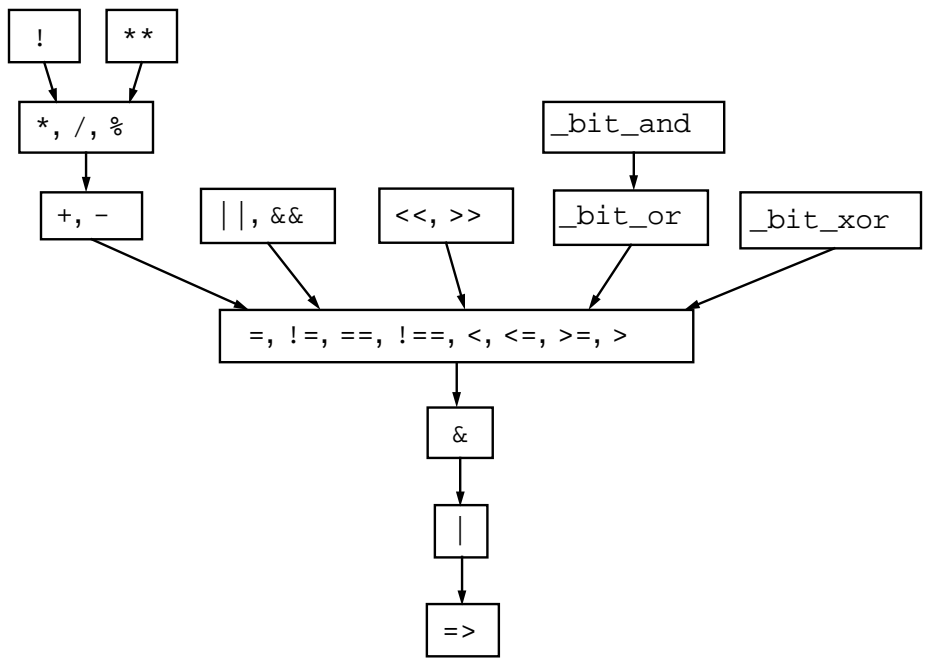 !
**
*, /, %
_bit_and
+, -
||, &&
<<, >>
_bit_or
_bit_xor
=, !=, ==, !==, <, <=, >=, >
&
|
=>